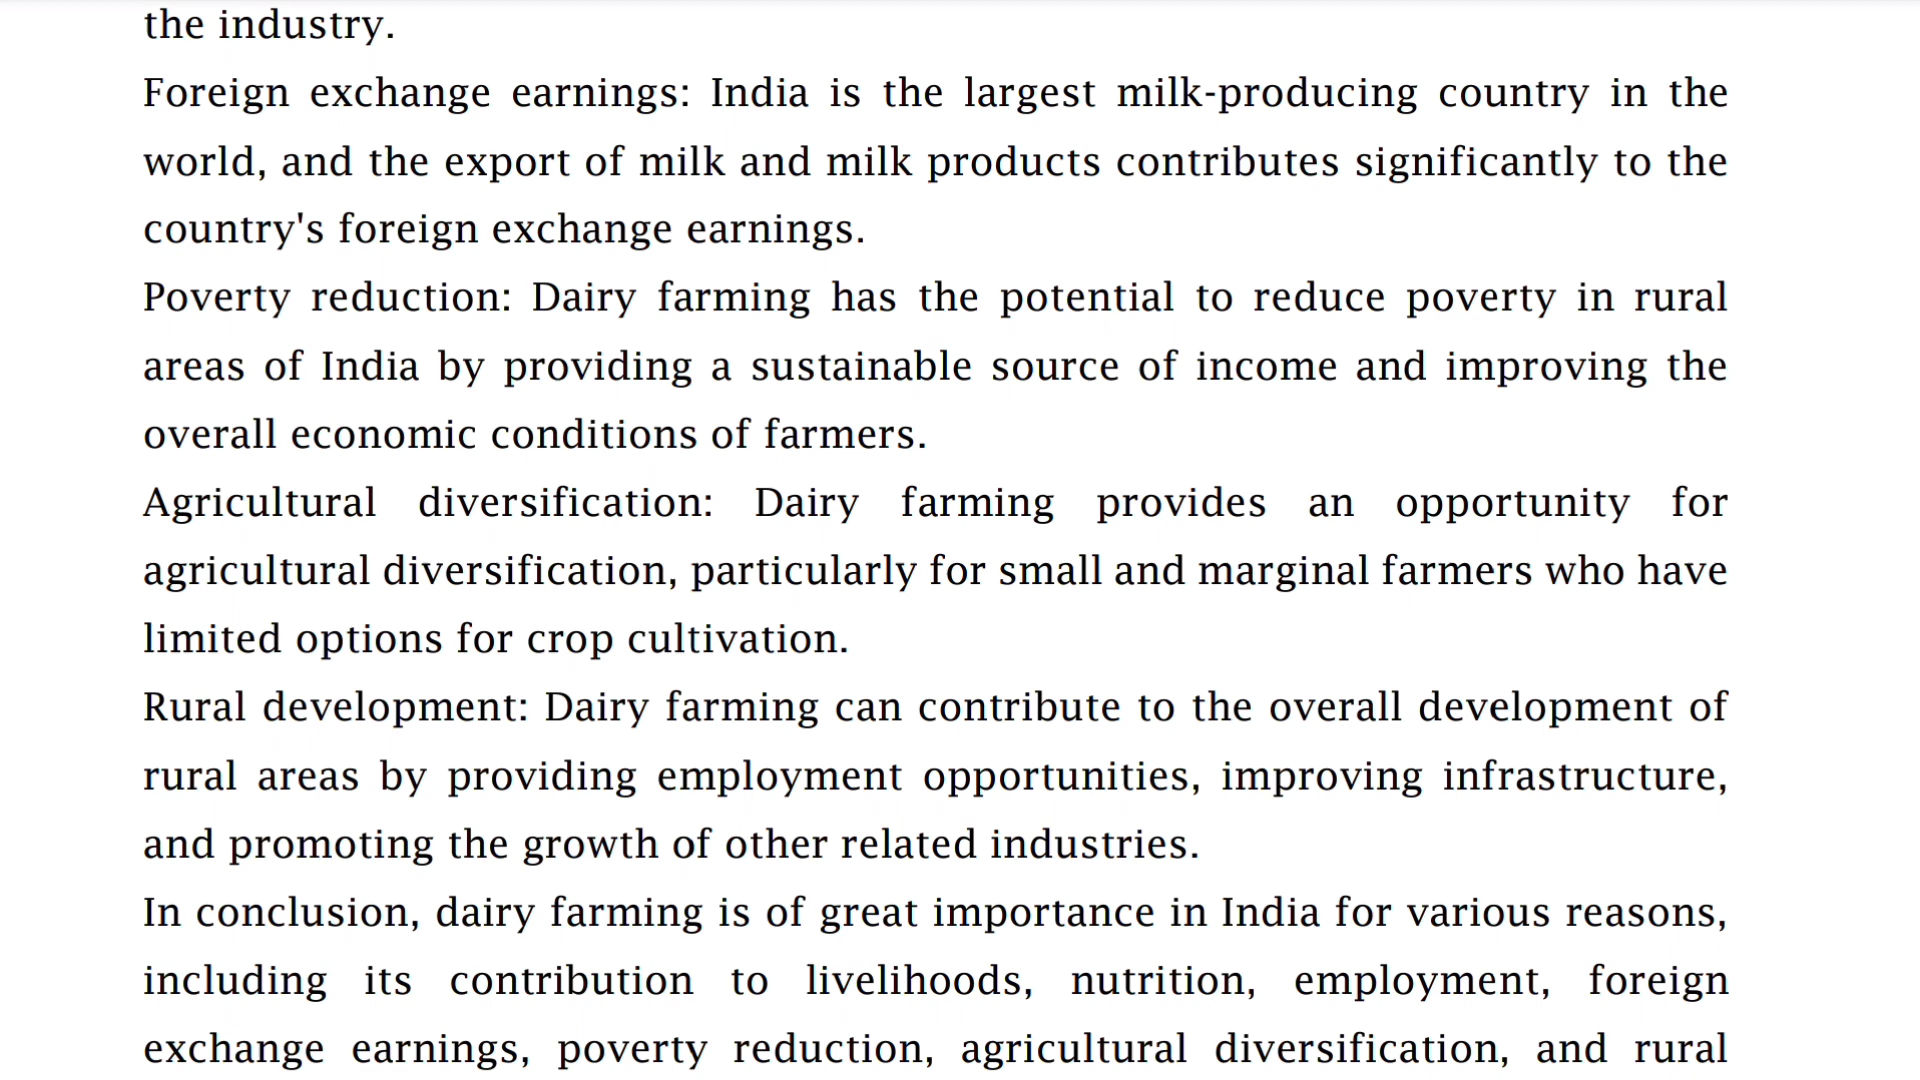 the industry.
Foreign exchange earnings: India is the largest milk-producing country in the
world, and the export of milk and milk products contributes significantly to the
country's foreign exchange earnings.
Poverty reduction: Dairy farming has the potential to reduce poverty in rural
areas of India by providing a sustainable source of income and improving the
overall economic conditions of farmers.
Agricultural diversification: Dairy farming provides an opportunity for
agricultural diversification, particularly for small and marginal farmers who have
limited options for crop cultivation.
Rural development: Dairy farming can contribute to the overall development of
rural areas by providing employment opportunities, improving infrastructure,
and promoting the growth of other related industries.
In conclusion, dairy farming is of great importance in India for various reasons,
including its contribution to livelihoods, nutrition, employment, foreign
exchange earnings, poverty reduction, agricultural diversification, and rural